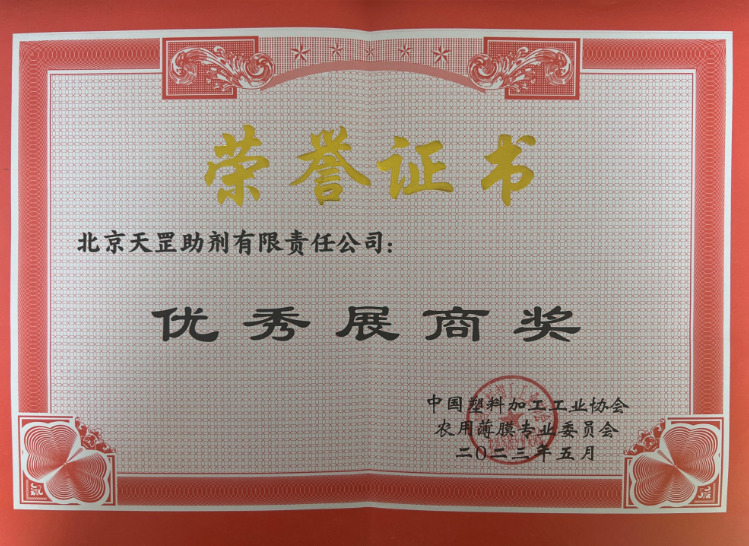 荣誉证书
北京天罡助剂有限责任公司：
优秀展商奖
中国塑料加工工业协会
农用薄膜专业委员会
二〇二三年五月